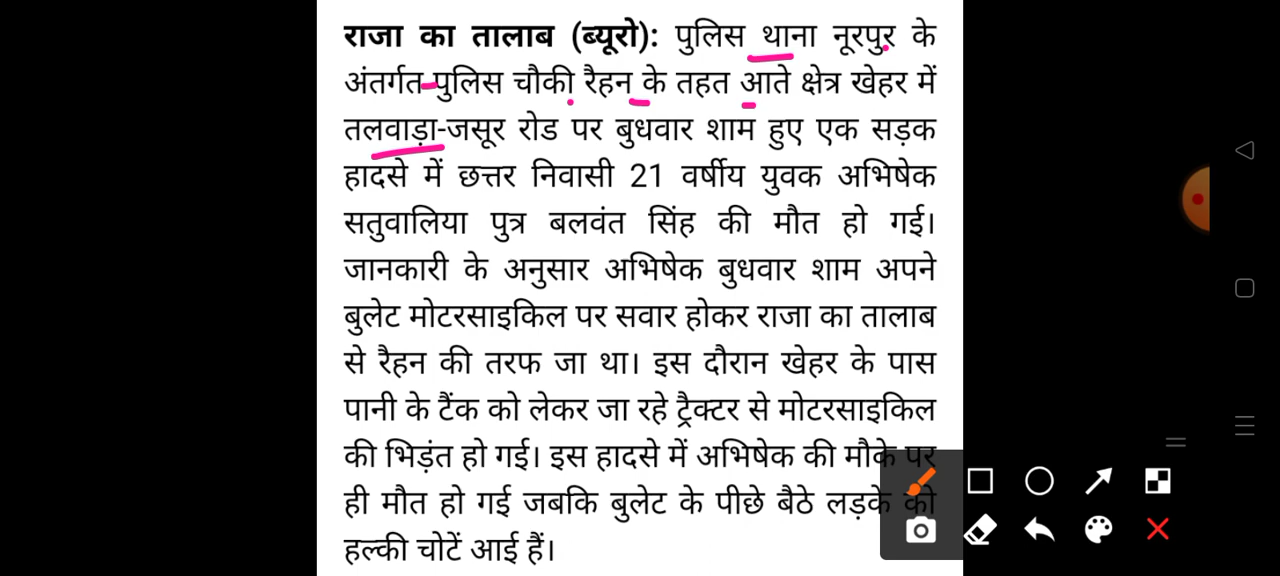 राजा का तालाब (ब्यूरो): पुलिस थाना नूरपुर के
अंतर्गत पुलिस चौकी रैहन के तहत आते क्षेत्र खेहर में
तलवाड़ा-जसूर रोड पर बुधवार शाम हुए एक सड़क
हादसे में छत्तर निवासी 21 वर्षीय युवक अभिषेक
सतुवालिया पुत्र बलवंत सिंह की मौत हो गई।
जानकारी के अनुसार अभिषेक बुधवार शाम अपने
बुलेट मोटरसाइकिल पर सवार होकर राजा का तालाब
से रैहन की तरफ जा था। इस दौरान खेहर के पास
पानी के टैंक को लेकर जा रहे ट्रैक्टर से मोटरसाइकिल
की भिड़ंत हो गई। इस हादसे में अभिषेक की मौके पर
ही मौत हो गई जबकि बुलेट के पीछे बैठे लड़के को
हल्की चोटें आई हैं।